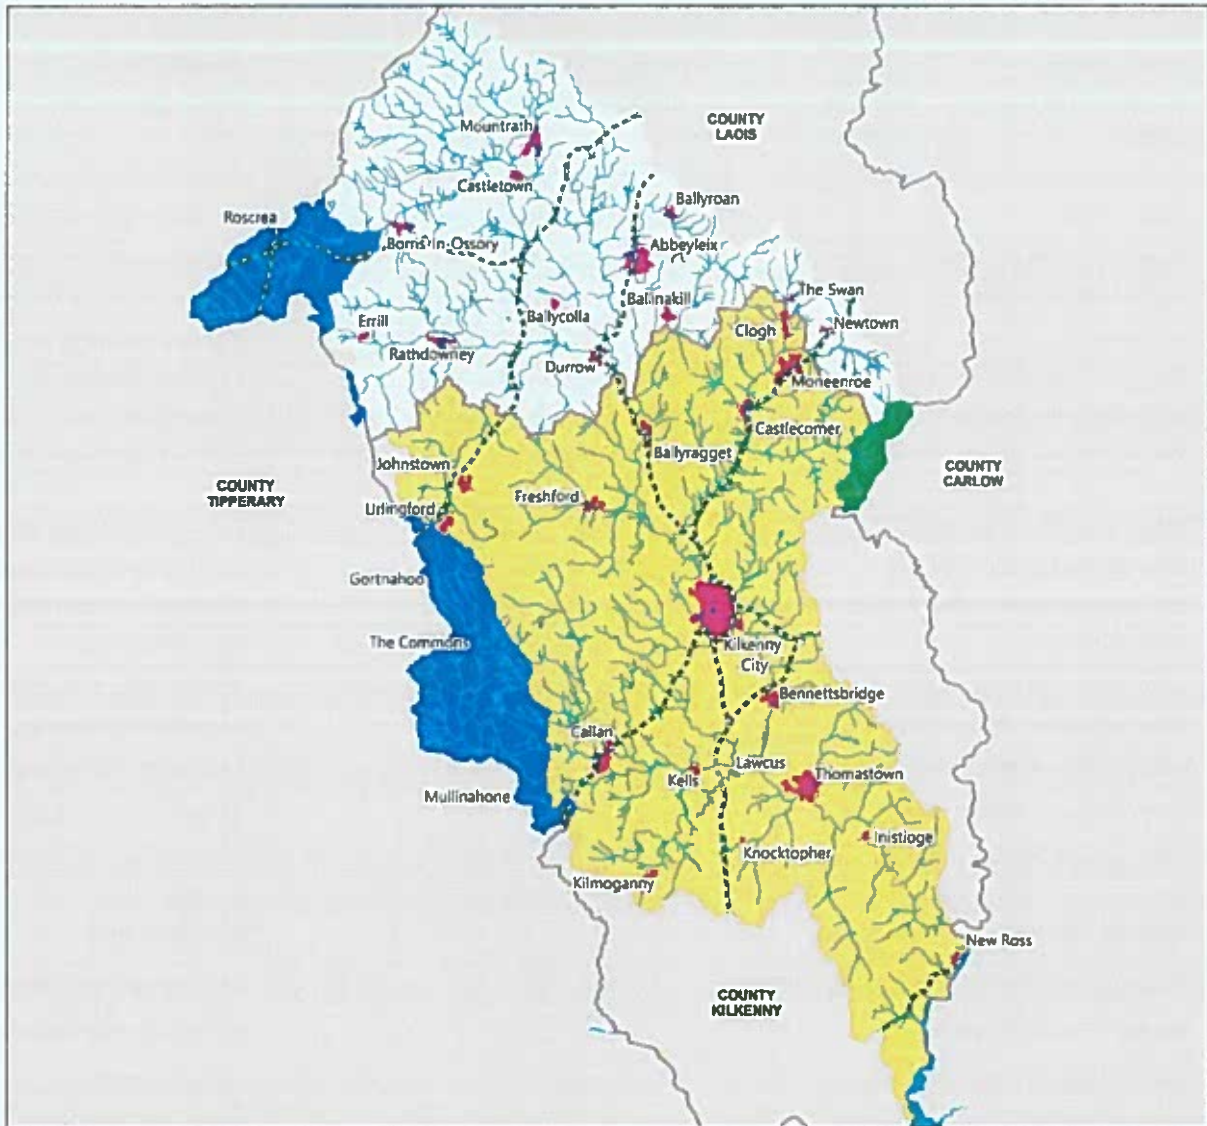 COUNTY
LAOIS
Mountrath
Castletown
Ballyroan
Roscrea
Borris-In-Ossory
Abbeyleix
The Swan
Ballinakill
Ballycolla
Errill
Clogh
Newtown
Rathdowney
Durrow
Moneenroe
Castlecomer
Ballyragget
Johnstown
COUNTY
CARLOW
COUNTY
TIPPERARY
Freshford
Urlingford
Gortnahoo
The Commons
Kilkenny
City
Bennettsbridge
Callan
Lawcus
Kells
Thomastown
Mullinahone
Inistioge
Knocktopher
Kilmoganny
New Ross
COUNTY
KILKENNY